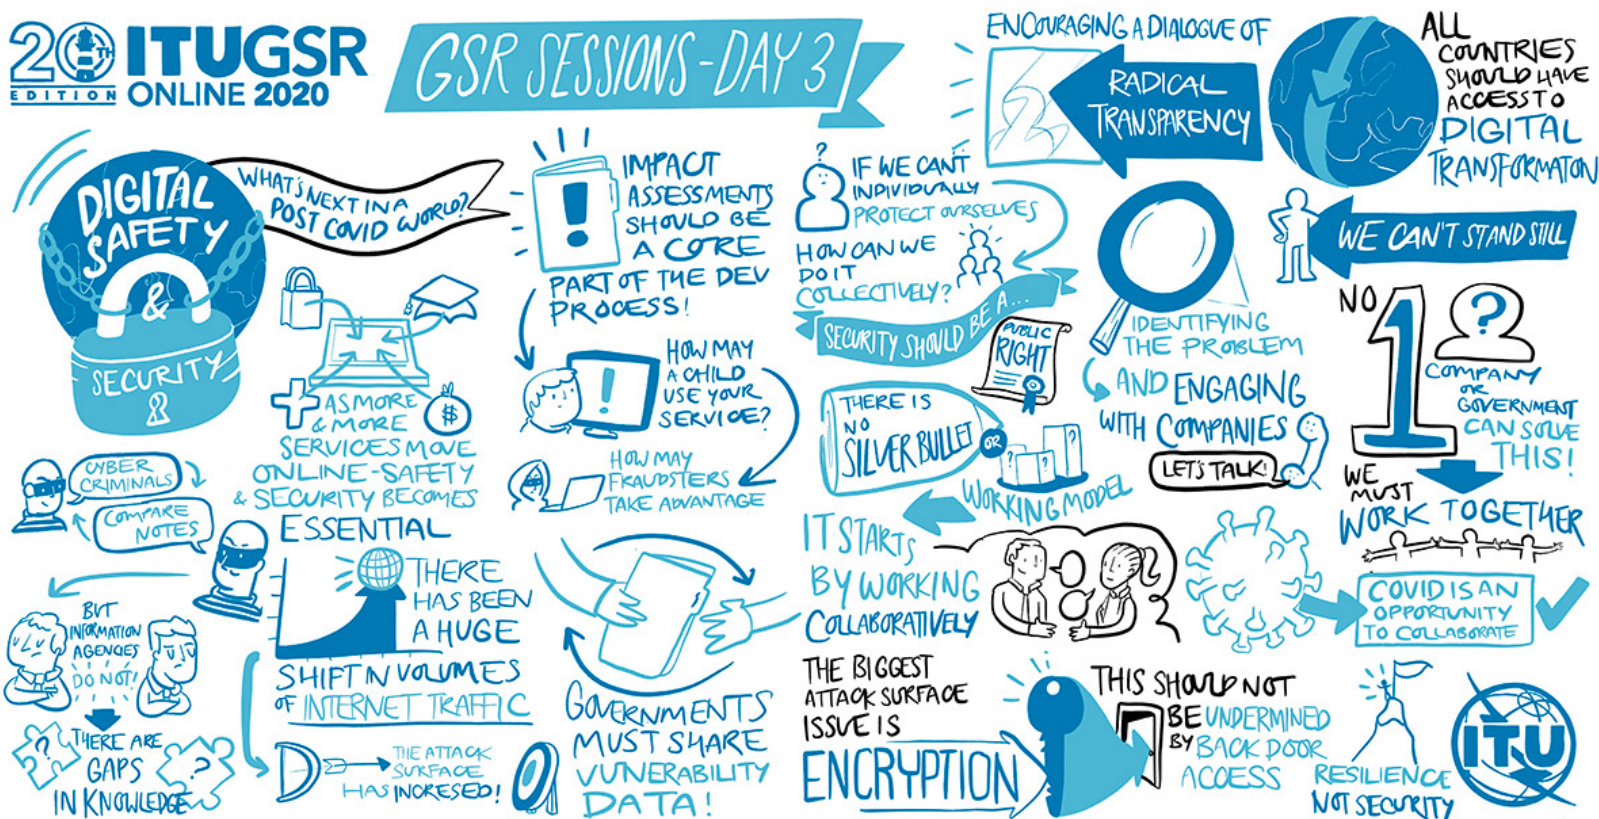 20TH
EDITION
ITUGSR
ONLINE 2020
GSR SESSIONS - DAY 3
DIGITAL
SAFETY
&
SECURITY
WHAT'S NEXT IN A
POST COVID WORLD?
AS MORE
& MORE
SERVICES MOVE
ONLINE - SAFETY
& SECURITY BECOMES
ESSENTIAL
$
CYBER
CRIMINALS
COMPARE
NOTES
BUT
INFORMATION
AGENCIES
DO NOT!
THERE ARE
GAPS
IN KNOWLEDGE
?
?
THERE
HAS BEEN
A HUGE
SHIFT IN VOLUMES
OF INTERNET TRAFFIC
THE ATTACK
SURFACE
HAS INCRESED!
!
IMPACT
ASSESSMENTS
SHOULD BE
A CORE
PART OF THE DEV
PROCESS!
!
HOW MAY
A CHILD
USE YOUR
SERVICE?
HOW MAY
FRAUDSTERS
TAKE ADVANTAGE
GOVERNMENTS
MUST SHARE
VUNERABILITY
DATA!
?
IF WE CAN'T
INDIVIDUALLY
PROTECT OURSELVES
HOW CAN WE
DO IT
COLLECTIVELY?
SECURITY SHOULD BE A...
PUBLIC
RIGHT
THERE IS
NO
SILVER BULLET
OR
? ? ?
WORKING MODEL
IT STARTS
BY WORKING
COLLABORATIVELY
THE BIGGEST
ATTACK SURFACE
ISSUE IS
ENCRYPTION
THIS SHOULD NOT
BE UNDERMINED
BY BACK DOOR
ACCESS
ENCOURAGING A DIALOGUE OF
RADICAL
TRANSPARENCY
IDENTIFYING
THE PROBLEM
AND ENGAGING
WITH COMPANIES
LET'S TALK!
ALL
COUNTRIES
SHOULD HAVE
ACCESS TO
DIGITAL
TRANSFORMATON
WE CAN'T STAND STILL
NO 1
?
COMPANY
OR
GOVERNMENT
CAN SOLVE
THIS!
WE
MUST
WORK TOGETHER
COVID IS AN
OPPORTUNITY
TO COLLABORATE
RESILIENCE
NOT SECURITY
ITU